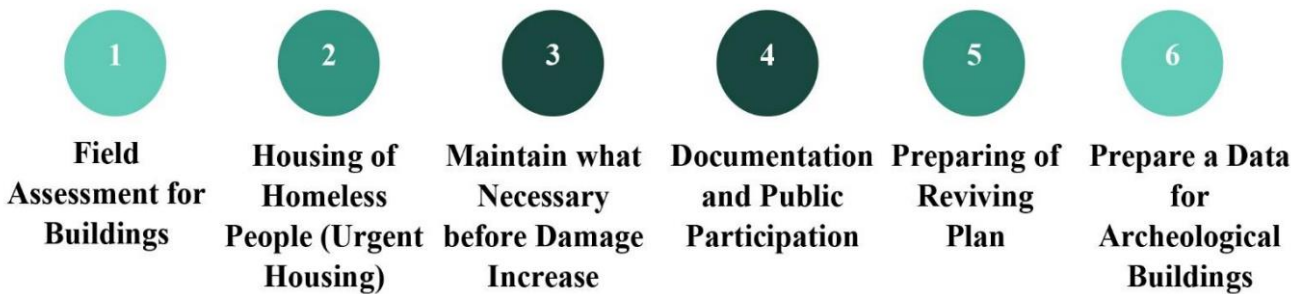 1
2
3
4
5
6
Field
Assessment for
Buildings
Housing of
Homeless
People (Urgent
Housing)
Maintain what
Necessary
before Damage
Increase
Documentation
and Public
Participation
Preparing of
Reviving
Plan
Prepare a Data
for
Archeological
Buildings